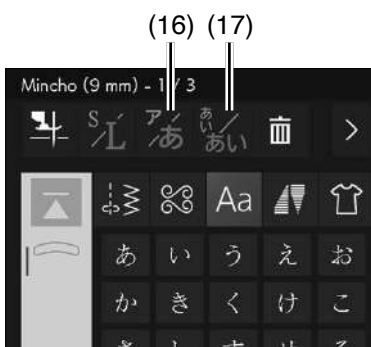 (16) (17)
Mincho (9 mm) - 1 / 3
S/L ア/あ あい/あい >
Aa
あ い う え お
か き く け こ